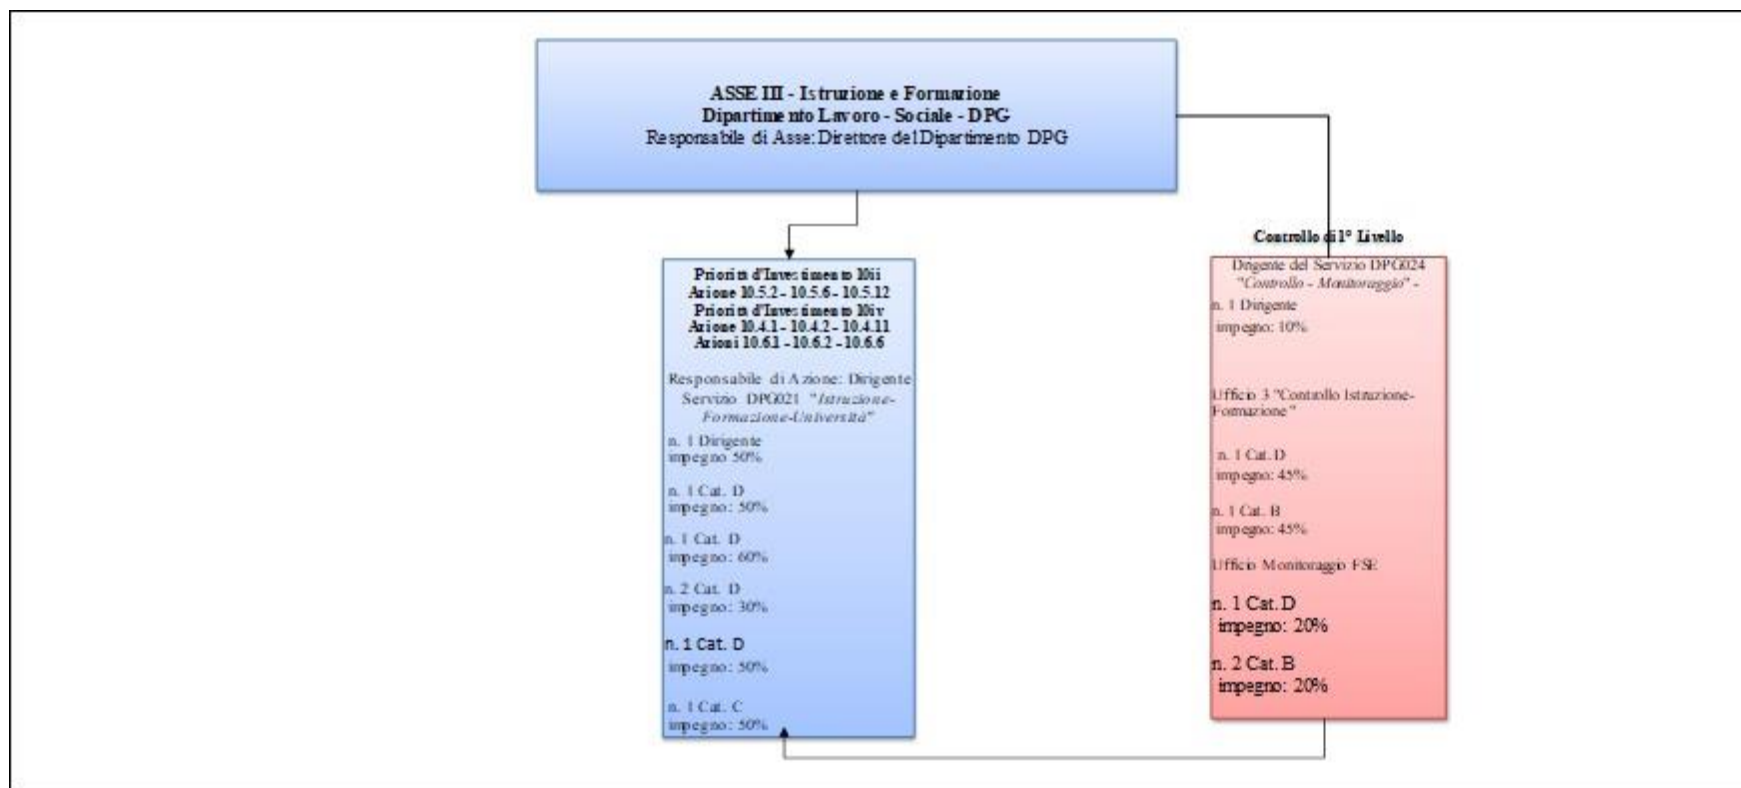 ASSE III - Istruzione e Formazione
Dipartimento Lavoro - Sociale - DPG
Responsabile di Asse: Direttore del Dipartimento DPG
Priorità d'Investimento 10ii
Azione 10.5.2 - 10.5.6 - 10.5.12
Priorità d'Investimento 10iv
Azione 10.4.1 - 10.4.2 - 10.4.11
Azioni 10.6.1 - 10.6.2 - 10.6.6
Responsabile di Azione: Dirigente
Servizio DPG021 "Istruzione-
Formazione-Università"
n. 1 Dirigente
impegno 50%
n. 1 Cat. D
impegno: 50%
n. 1 Cat. D
impegno: 60%
n. 2 Cat. D
impegno: 30%
n. 1 Cat. D
impegno: 50%
n. 1 Cat. C
impegno: 50%
Controllo di 1° Livello
Dirigente del Servizio DPG024
"Controllo - Monitoraggio" -
n. 1 Dirigente
impegno: 10%
Ufficio 3 "Controllo Istruzione-
Formazione"
n. 1 Cat. D
impegno: 45%
n. 1 Cat. B
impegno: 45%
Ufficio Monitoraggio FSE
n. 1 Cat. D
impegno: 20%
n. 2 Cat. B
impegno: 20%